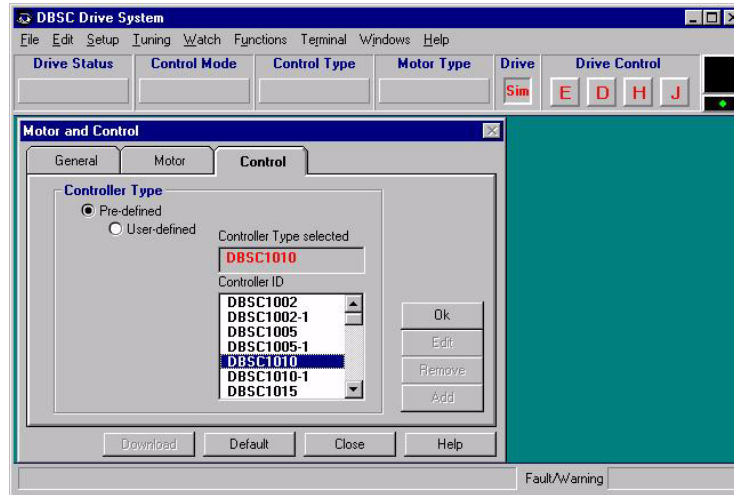 DBSC Drive System
File Edit Setup Tuning Watch Functions Terminal Windows Help
Drive Status Control Mode Control Type Motor Type Drive Drive Control
Sim E D H J
Motor and Control
General Motor Control
Controller Type
Pre-defined
User-defined
Controller Type selected
DBSC1010
Controller ID
DBSC1002
DBSC1002-1
DBSC1005
DBSC1005-1
DBSC1010
DBSC1010-1
DBSC1015
Ok
Edit
Remove
Add
Download Default Close Help
Fault/Warning